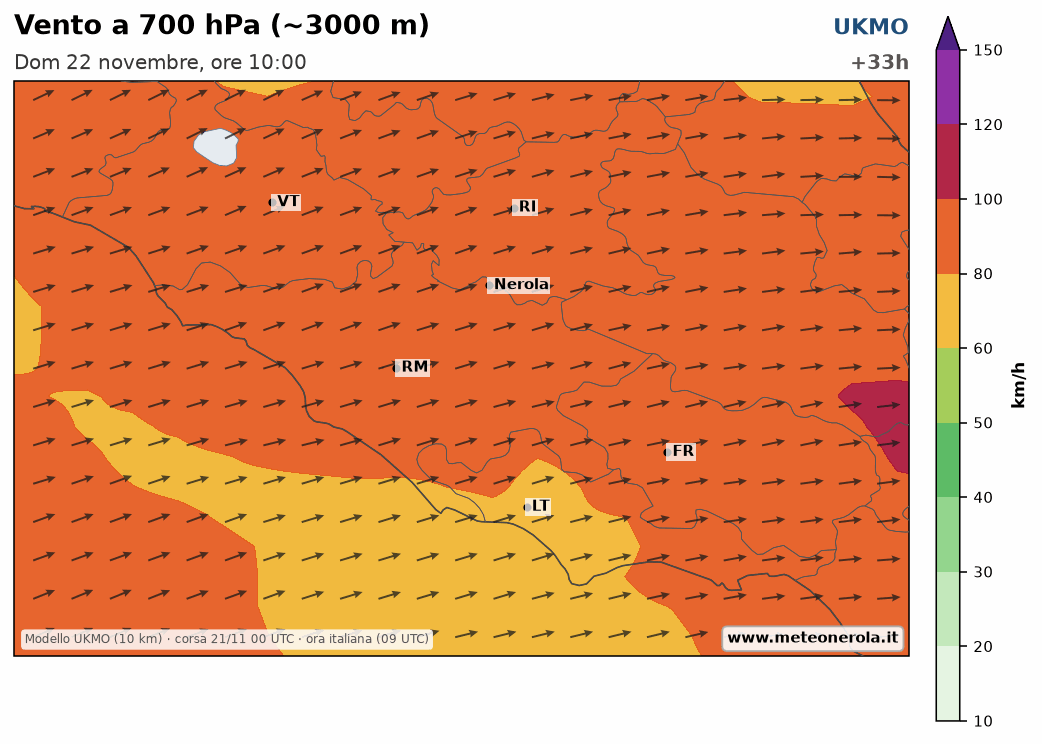 Vento a 700 hPa (~3000 m)
UKMO
Dom 22 novembre, ore 10:00
+33h
150
120
100
80
60
50
40
30
20
10
km/h
VT
RI
Nerola
RM
FR
LT
Modello UKMO (10 km) · corsa 21/11 00 UTC · ora italiana (09 UTC)
www.meteonerola.it